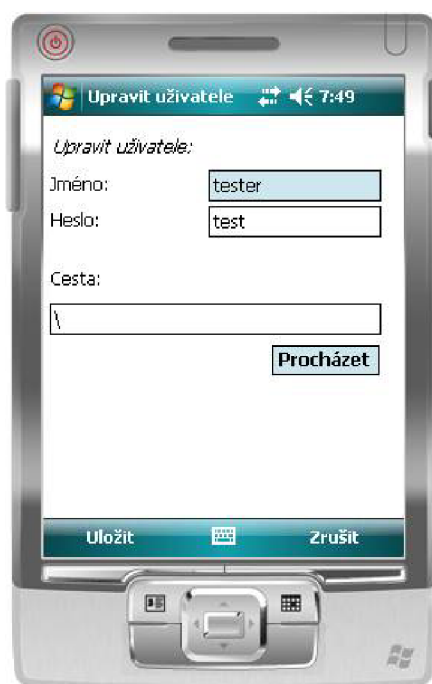 Upravit uživatele 7:49
Upravit uživatele:
Jméno: tester
Heslo: test
Cesta:
\
Procházet
Uložit Zrušit